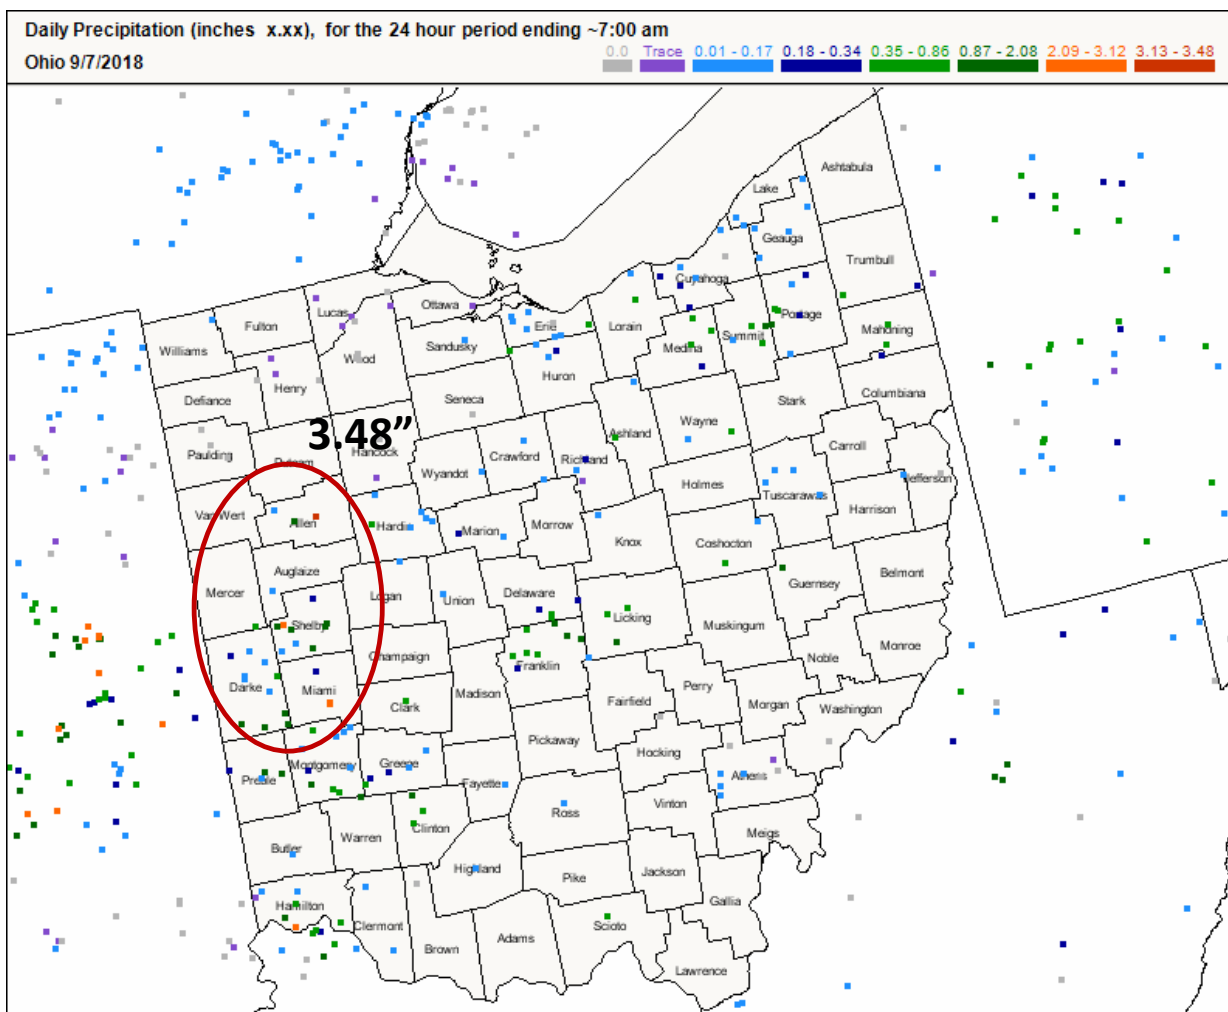 Daily Precipitation (inches x.xx), for the 24 hour period ending ~7:00 am
Ohio 9/7/2018
0.0 Trace 0.01 - 0.17 0.18 - 0.34 0.35 - 0.86 0.87 - 2.08 2.09 - 3.12 3.13 - 3.48
Ashtabula
Lake
Geauga
Trumbull
Cuyahoga
Ottawa
Lucas
Fulton
Erie
Lorain
Portage
Mahoning
Summit
Medina
Sandusky
Wood
Williams
Huron
Henry
Columbiana
Defiance
Seneca
Stark
Wayne
3.48”
Ashland
Carroll
Hancock
Paulding
Putnam
Crawford
Richland
Wyandot
Jefferson
Holmes
Tuscarawas
Harrison
Van Wert
Allen
Hardin
Marion
Morrow
Knox
Coshocton
Auglaize
Belmont
Guernsey
Mercer
Logan
Union
Delaware
Licking
Shelby
Muskingum
Monroe
Champaign
Noble
Franklin
Darke
Miami
Madison
Perry
Fairfield
Morgan
Clark
Washington
Pickaway
Hocking
Montgomery
Greene
Preble
Athens
Fayette
Vinton
Ross
Clinton
Warren
Meigs
Butler
Highland
Jackson
Pike
Gallia
Hamilton
Clermont
Scioto
Adams
Brown
Lawrence